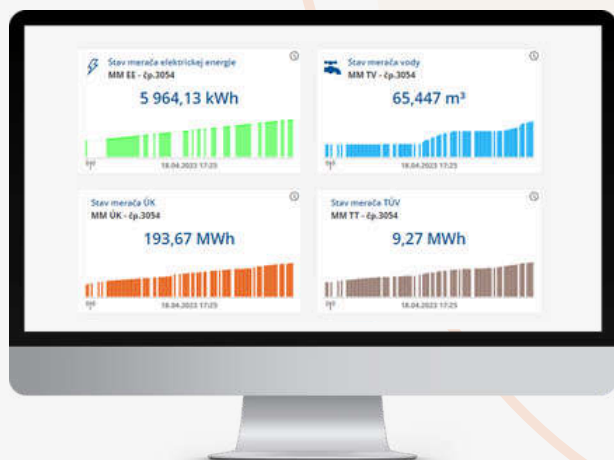 Stav merača elektrickej energie
MM EE - čp.3054
5 964,13 kWh
18.04.2023 17:25
Stav merača vody
MM TV - čp.3054
65,447 m³
18.04.2023 17:25
Stav merača ÚK
MM ÚK - čp.3054
193,67 MWh
18.04.2023 17:25
Stav merača TÚV
MM TT - čp.3054
9,27 MWh
18.04.2023 17:25